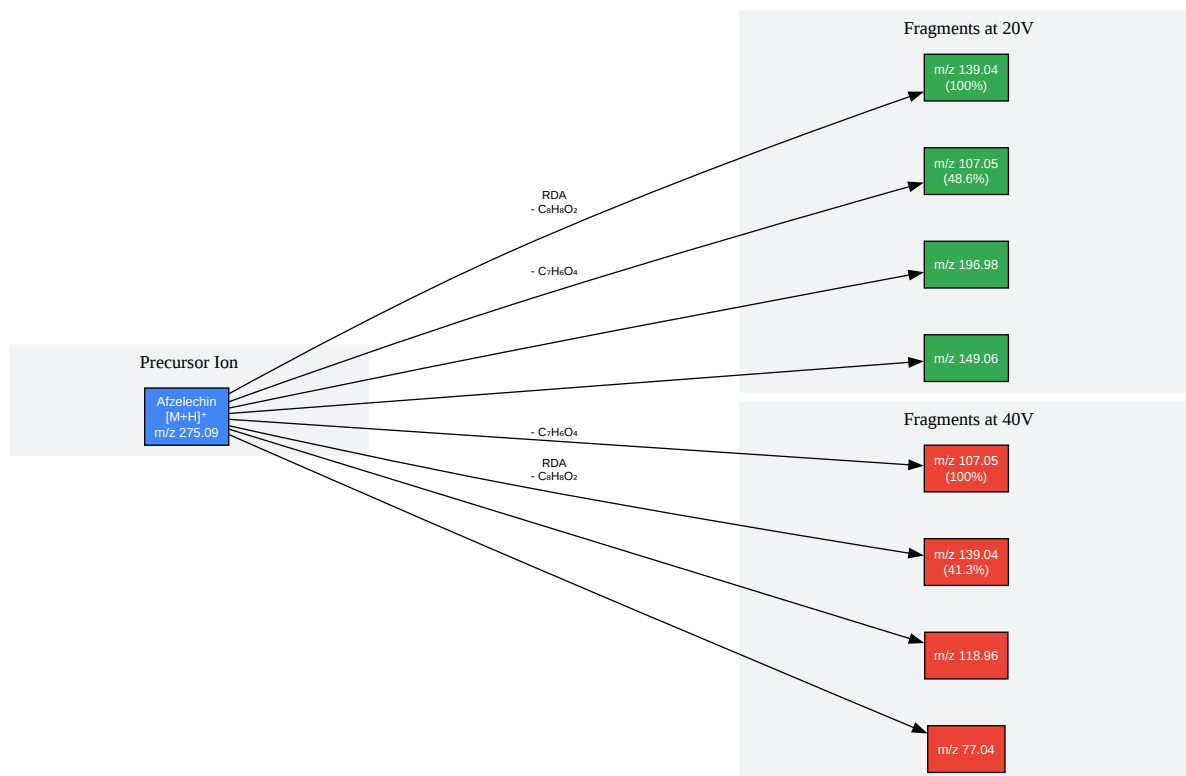 Fragments at 20V
m/z 139.04
(100%)
m/z 107.05
(48.6%)
m/z 196.98
m/z 149.06
RDA
- C₈H₈O₂
- C₇H₆O₄
Precursor Ion
Afzelechin
[M+H]⁺
m/z 275.09
- C₇H₆O₄
RDA
- C₈H₈O₂
Fragments at 40V
m/z 107.05
(100%)
m/z 139.04
(41.3%)
m/z 118.96
m/z 77.04